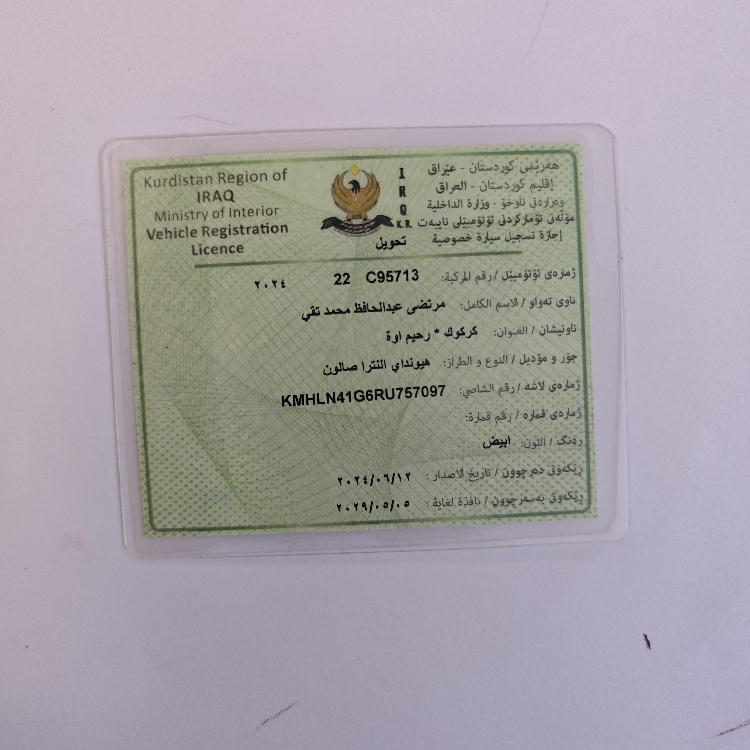 Kurdistan Region of
IRAQ
Ministry of Interior
Vehicle Registration
Licence
IRQ
K.R.
هەرێمی کوردستان - عێراق
إقليم كوردستان - العراق
وەزارەتی ناوخۆ - وزارة الداخلية
مۆڵەتی تۆمارکردنی ئۆتۆمبێلی تایبەت
إجازة تسجيل سيارة خصوصية
تحويل
ژمارەی ئۆتۆمبێل / رقم المركبة: 22 C95713 ٢٠٢٤
ناوی تەواو / الاسم الكامل: مرتضى عبدالحافظ محمد تقي
ناونیشان / العنوان: كركوك * رحيم اوة
جۆر و مۆدیل / النوع و الطراز: هيونداي النترا صالون
ژمارەی لاشە / رقم الشاصي: KMHLN41G6RU757097
ژمارەی قمارە / رقم قمارة:
رەنگ / اللون: ابيض
رێکەوتی دەرچوون / تاريخ الاصدار: ٢٠٢٤/٠٦/١٢
رێکەوتی بەسەرچوون / نافذة لغاية: ٢٠٢٩/٠٥/٠٥